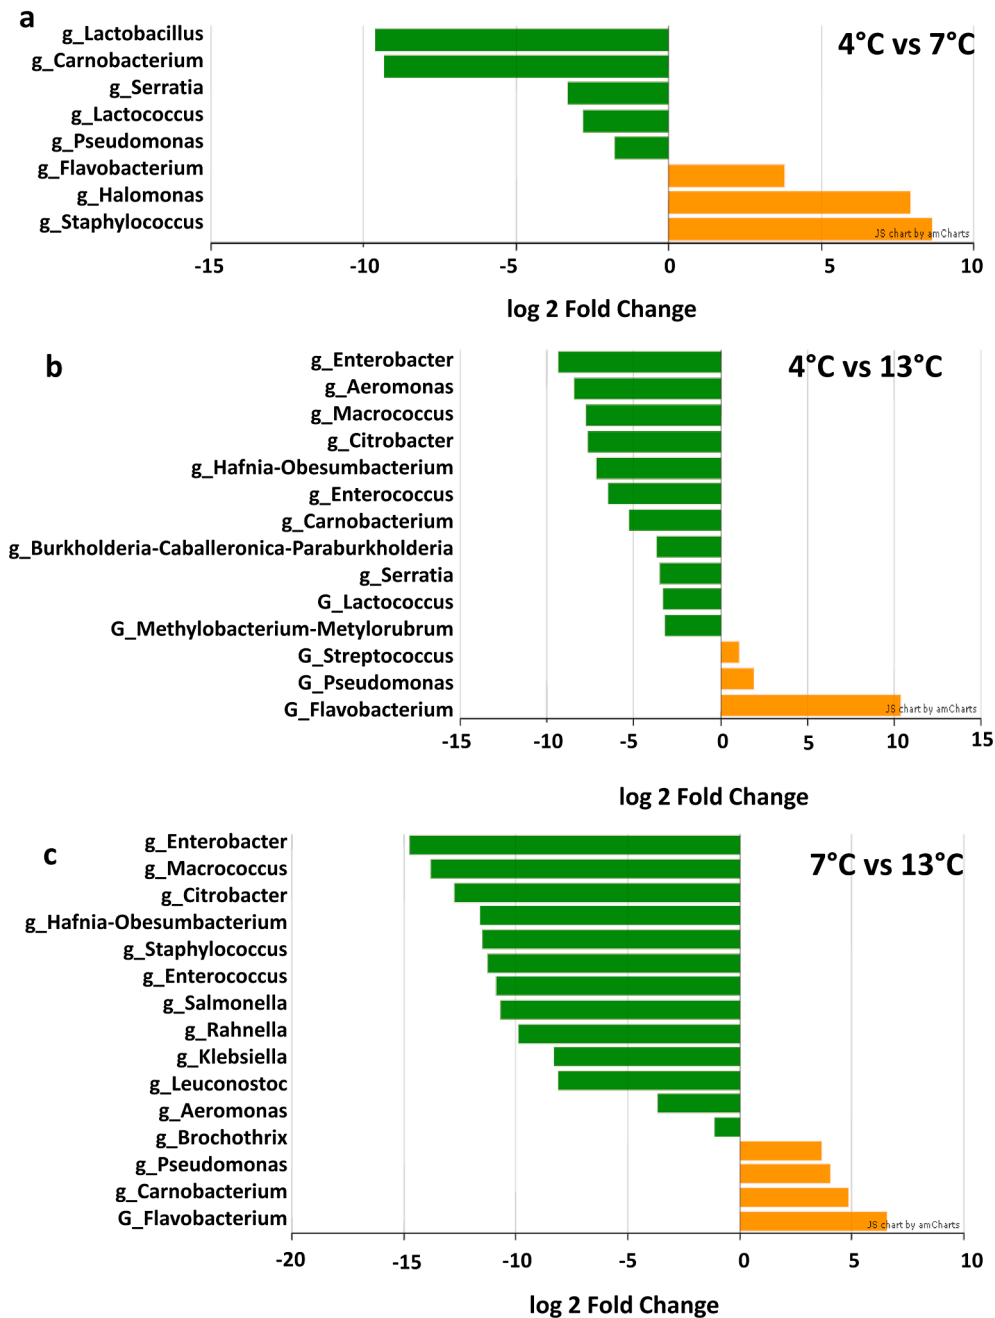 a
4°C vs 7°C
g_Lactobacillus
g_Carnobacterium
g_Serratia
g_Lactococcus
g_Pseudomonas
g_Flavobacterium
g_Halomonas
g_Staphylococcus
JS chart by amCharts
-15 -10 -5 0 5 10
log 2 Fold Change
b
4°C vs 13°C
g_Enterobacter
g_Aeromonas
g_Macrococcus
g_Citrobacter
g_Hafnia-Obesumbacterium
g_Enterococcus
g_Carnobacterium
g_Burkholderia-Caballeronica-Paraburkholderia
g_Serratia
G_Lactococcus
G_Methylobacterium-Metylorubrum
G_Streptococcus
G_Pseudomonas
G_Flavobacterium
JS chart by amCharts
-15 -10 -5 0 5 10 15
log 2 Fold Change
c
7°C vs 13°C
g_Enterobacter
g_Macrococcus
g_Citrobacter
g_Hafnia-Obesumbacterium
g_Staphylococcus
g_Enterococcus
g_Salmonella
g_Rahnella
g_Klebsiella
g_Leuconostoc
g_Aeromonas
g_Brochothrix
g_Pseudomonas
g_Carnobacterium
G_Flavobacterium
JS chart by amCharts
-20 -15 -10 -5 0 5 10
log 2 Fold Change